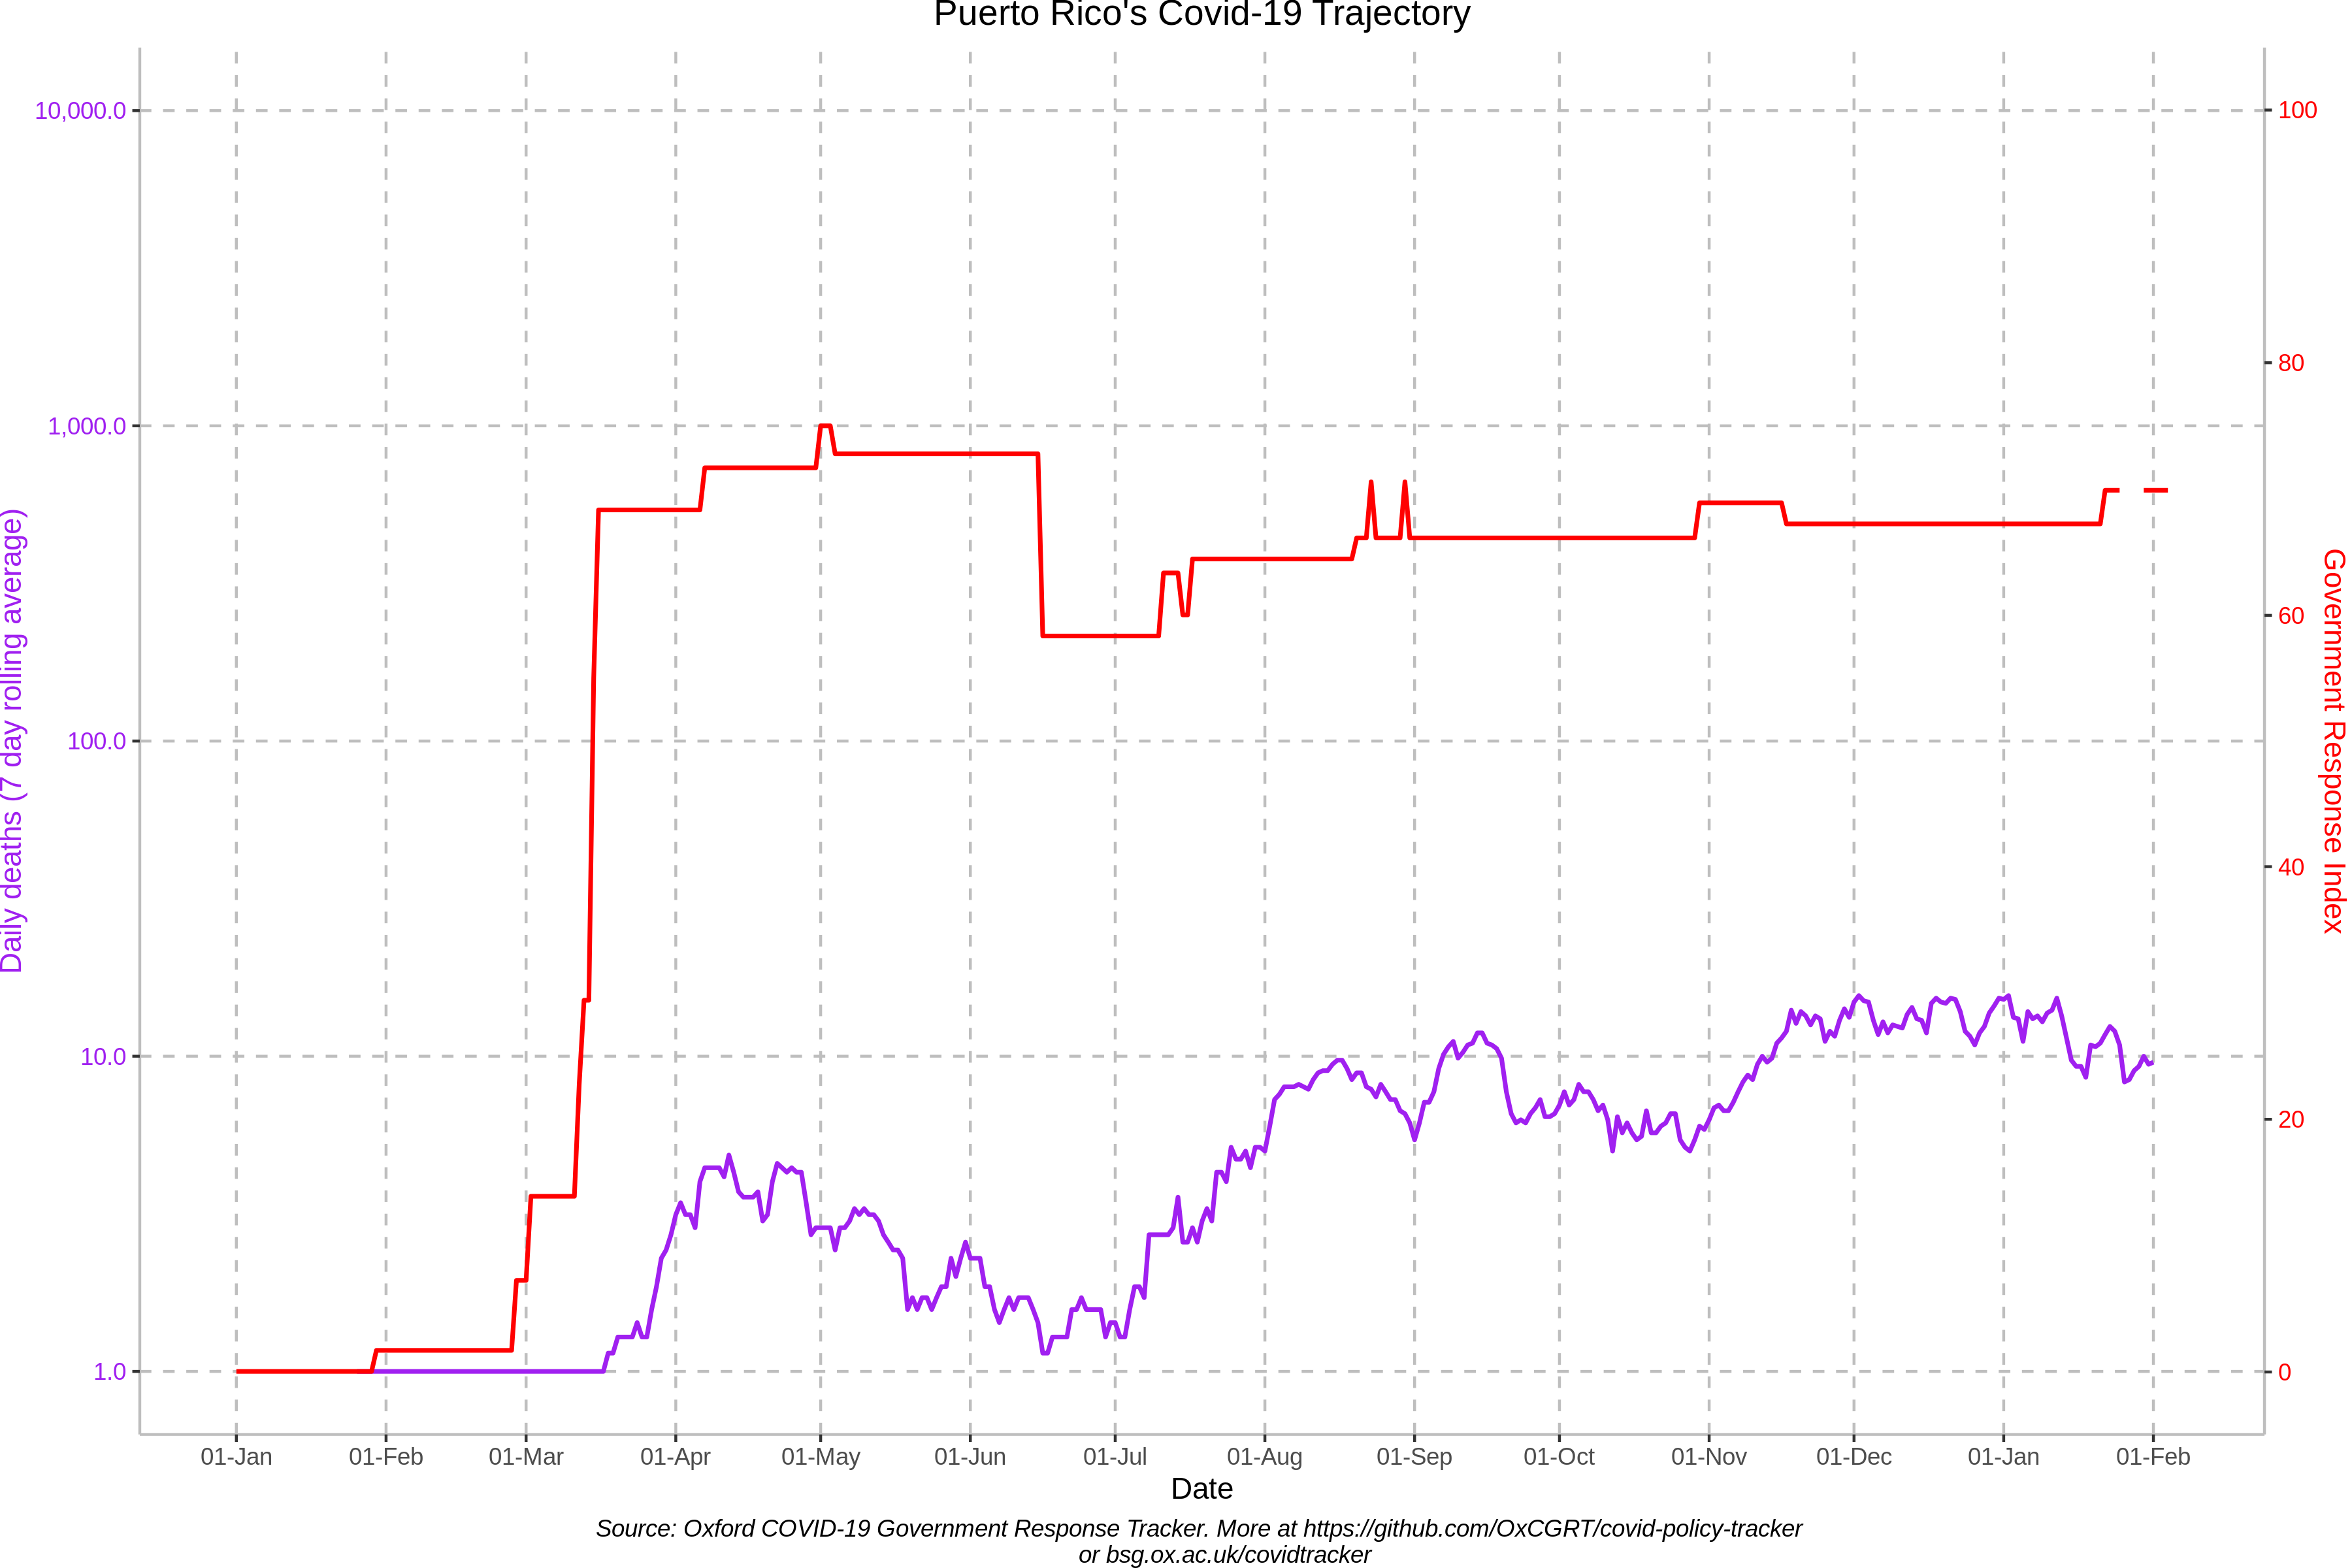 Puerto Rico's Covid-19 Trajectory
10,000.0
1,000.0
100.0
10.0
1.0
Daily deaths (7 day rolling average)
100
80
60
40
20
0
Government Response Index
01-Jan 01-Feb 01-Mar 01-Apr 01-May 01-Jun 01-Jul 01-Aug 01-Sep 01-Oct 01-Nov 01-Dec 01-Jan 01-Feb
Date
Source: Oxford COVID-19 Government Response Tracker. More at https://github.com/OxCGRT/covid-policy-tracker
or bsg.ox.ac.uk/covidtracker